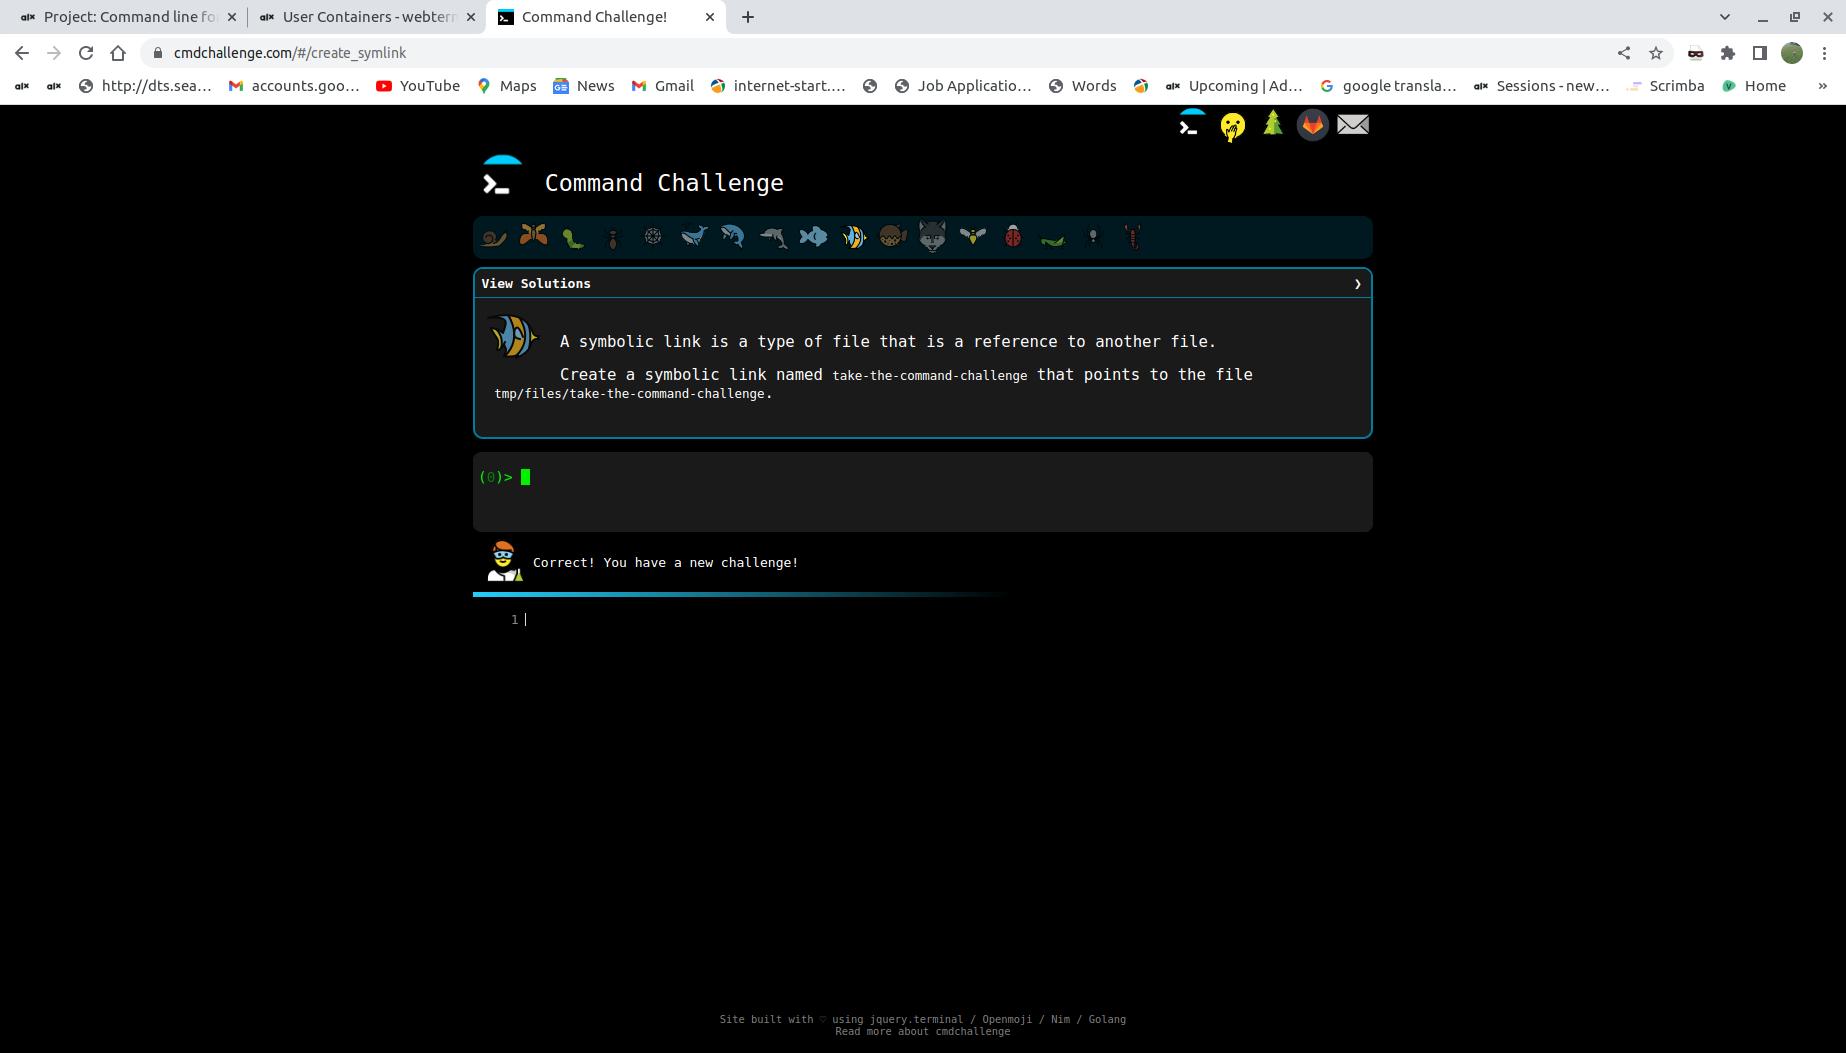 Project: Command line fo
User Containers - webterm
Command Challenge!
cmdchallenge.com/#/create_symlink
http://dts.sea...
accounts.goo...
YouTube
Maps
News
Gmail
internet-start....
Job Applicatio...
Words
Upcoming | Ad...
google transla...
Sessions - new...
Scrimba
Home
»
Command Challenge
View Solutions ❯
A symbolic link is a type of file that is a reference to another file.
Create a symbolic link named take-the-command-challenge that points to the file
tmp/files/take-the-command-challenge.
(0)>
Correct! You have a new challenge!
1
Site built with ♡ using jquery.terminal / Openmoji / Nim / Golang
Read more about cmdchallenge